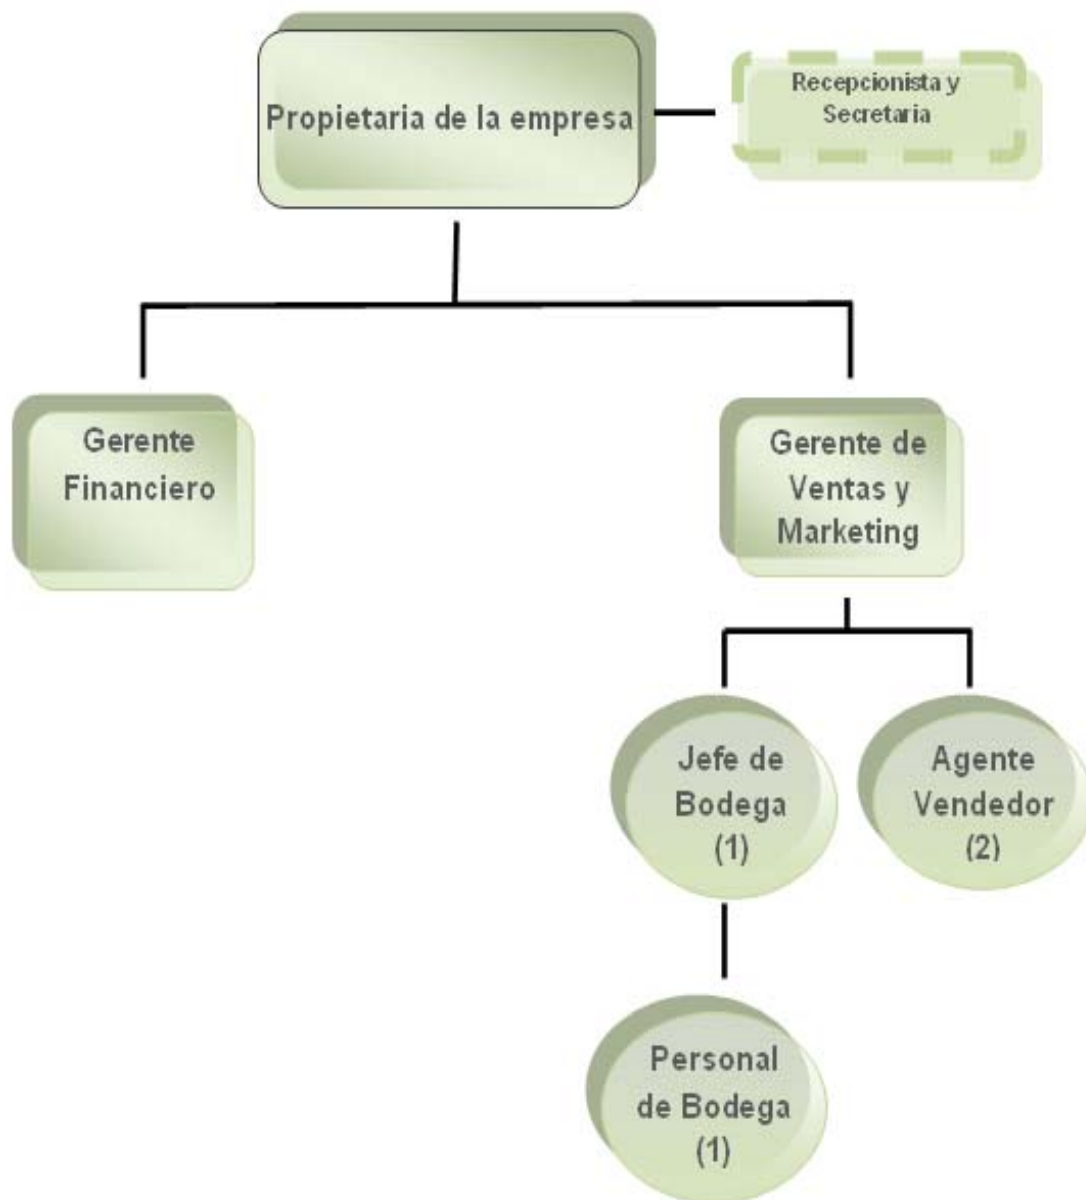 Propietaria de la empresa
Recepcionista y
Secretaria
Gerente
Financiero
Gerente de
Ventas y
Marketing
Jefe de
Bodega
(1)
Agente
Vendedor
(2)
Personal
de Bodega
(1)